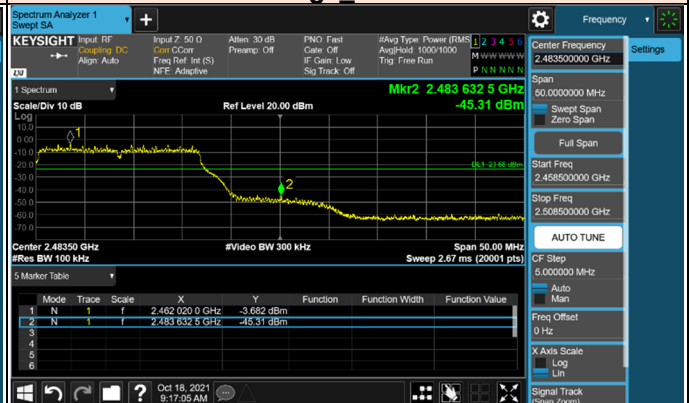 Spectrum Analyzer 1
Swept SA
Frequency
KEYSIGHT
Input: RF
Coupling: DC
Align: Auto
Input Z: 50 Ω
Corr CCorr
Freq Ref: Int (S)
NFE: Adaptive
Atten: 30 dB
Preamp: Off
PNO: Fast
Gate: Off
IF Gain: Low
Sig Track: Off
#Avg Type: Power (RMS
Avg|Hold: 1000/1000
Trig: Free Run
1 2 3 4 5 6
M W W W W W
P N N N N N
LXI
1 Spectrum
Scale/Div 10 dB
Ref Level 20.00 dBm
Mkr2 2.483 632 5 GHz
-45.31 dBm
Log
10.0
0.00
-10.0
-20.0
-30.0
-40.0
-50.0
-60.0
-70.0
1
2
DL1 -23.68 dBm
Center 2.48350 GHz
#Video BW 300 kHz
Span 50.00 MHz
#Res BW 100 kHz
Sweep 2.67 ms (20001 pts)
5 Marker Table
Mode Trace Scale X Y Function Function Width Function Value
1 N 1 f 2.462 020 0 GHz -3.682 dBm
2 N 1 f 2.483 632 5 GHz -45.31 dBm
3
4
5
6
Oct 18, 2021
9:17:05 AM
Center Frequency
2.483500000 GHz
Settings
Span
50.0000000 MHz
Swept Span
Zero Span
Full Span
Start Freq
2.458500000 GHz
Stop Freq
2.508500000 GHz
AUTO TUNE
CF Step
5.000000 MHz
Auto
Man
Freq Offset
0 Hz
X Axis Scale
Log
Lin
Signal Track
(Span Zoom)